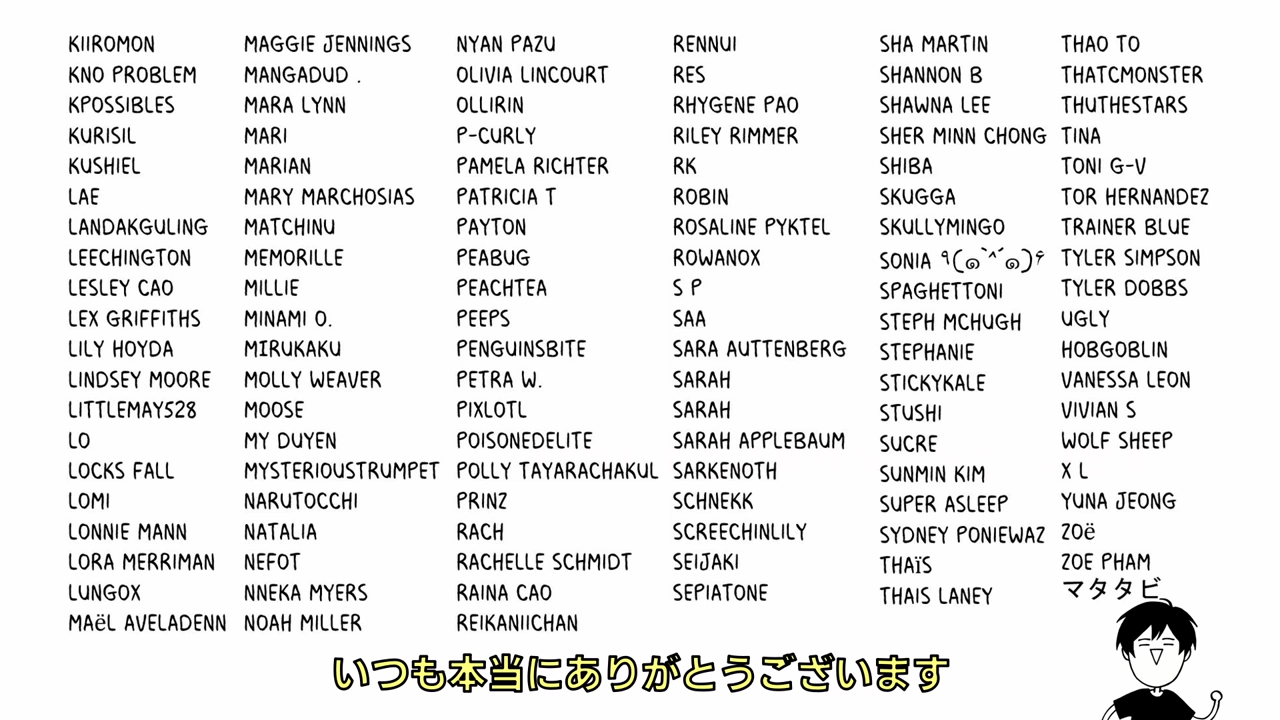 KIIROMON
KNO PROBLEM
KPOSSIBLES
KURISIL
KUSHIEL
LAE
LANDAKGULING
LEECHINGTON
LESLEY CAO
LEX GRIFFITHS
LILY HOYDA
LINDSEY MOORE
LITTLEMAY528
LO
LOCKS FALL
LOMI
LONNIE MANN
LORA MERRIMAN
LUNGOX
MAëL AVELADENN
MAGGIE JENNINGS
MANGADUD .
MARA LYNN
MARI
MARIAN
MARY MARCHOSIAS
MATCHINU
MEMORILLE
MILLIE
MINAMI O.
MIRUKAKU
MOLLY WEAVER
MOOSE
MY DUYEN
MYSTERIOUSTRUMPET
NARUTOCCHI
NATALIA
NEFOT
NNEKA MYERS
NOAH MILLER
NYAN PAZU
OLIVIA LINCOURT
OLLIRIN
P-CURLY
PAMELA RICHTER
PATRICIA T
PAYTON
PEABUG
PEACHTEA
PEEPS
PENGUINSBITE
PETRA W.
PIXLOTL
POISONEDELITE
POLLY TAYARACHAKUL
PRINZ
RACH
RACHELLE SCHMIDT
RAINA CAO
REIKANIICHAN
RENNUI
RES
RHYGENE PAO
RILEY RIMMER
RK
ROBIN
ROSALINE PYKTEL
ROWANOX
S P
SAA
SARA AUTTENBERG
SARAH
SARAH
SARAH APPLEBAUM
SARKENOTH
SCHNEKK
SCREECHINLILY
SEIJAKI
SEPIATONE
SHA MARTIN
SHANNON B
SHAWNA LEE
SHER MINN CHONG
SHIBA
SKUGGA
SKULLYMINGO
SONIA ٩(๑`^´๑)۶
SPAGHETTONI
STEPH MCHUGH
STEPHANIE
STICKYKALE
STUSHI
SUCRE
SUNMIN KIM
SUPER ASLEEP
SYDNEY PONIEWAZ
THAÏS
THAIS LANEY
THAO TO
THATCMONSTER
THUTHESTARS
TINA
TONI G-V
TOR HERNANDEZ
TRAINER BLUE
TYLER SIMPSON
TYLER DOBBS
UGLY
HOBGOBLIN
VANESSA LEON
VIVIAN S
WOLF SHEEP
X L
YUNA JEONG
ZOë
ZOE PHAM
マタタビ
いつも本当にありがとうございます